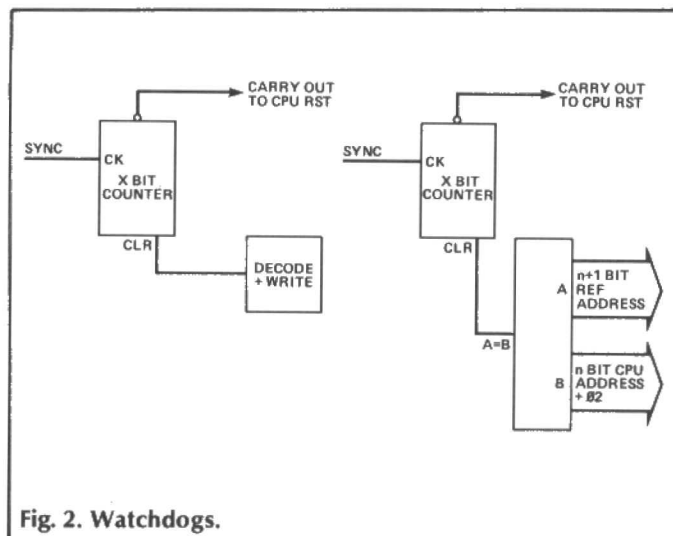 CARRY OUT
TO CPU RST
SYNC
CK
X BIT
COUNTER
CLR
DECODE
+ WRITE
CARRY OUT
TO CPU RST
SYNC
CK
X BIT
COUNTER
CLR
A=B
A
n+1 BIT
REF
ADDRESS
B
n BIT CPU
ADDRESS
+ Ø2
Fig. 2. Watchdogs.